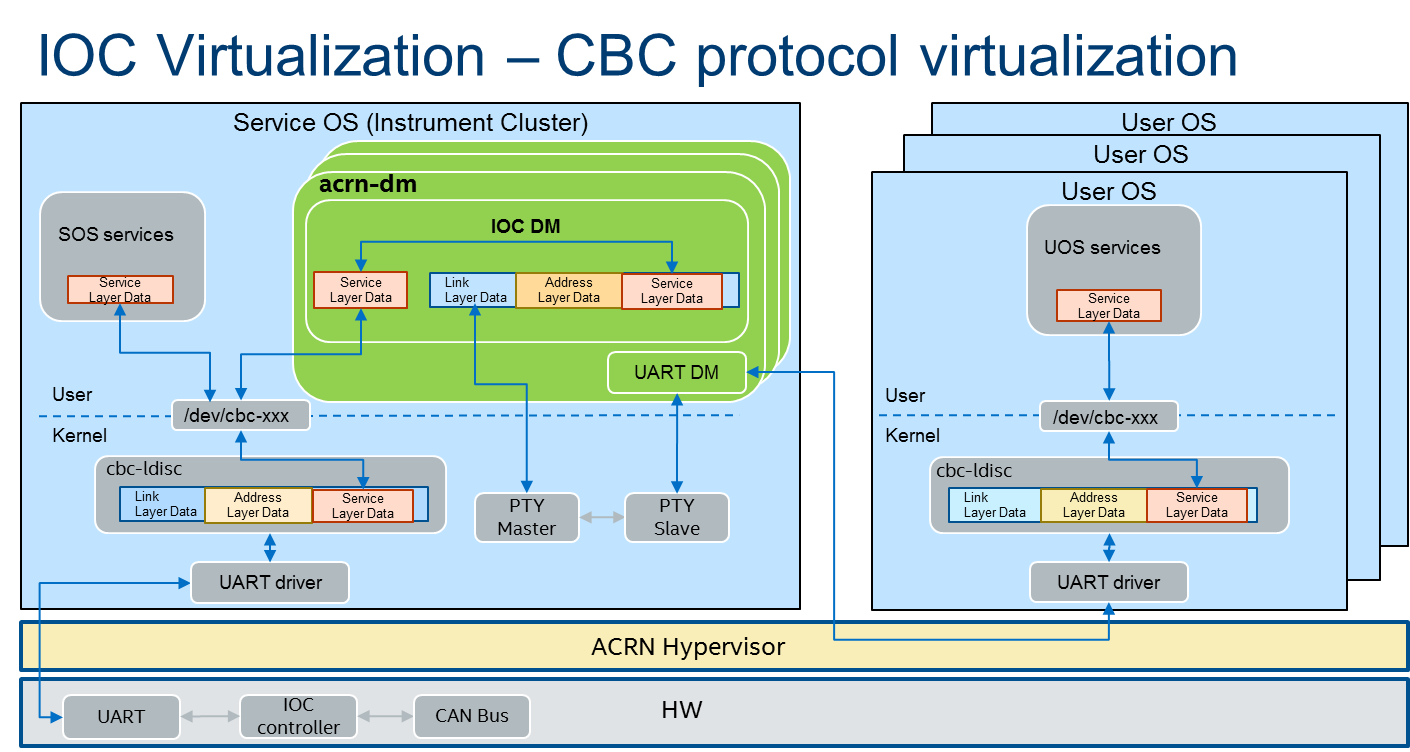 IOC Virtualization – CBC protocol virtualization
Service OS (Instrument Cluster)
acrn-dm
IOC DM
SOS services
Service
Layer Data
Service
Layer Data
Link
Layer Data
Address
Layer Data
Service
Layer Data
UART DM
User
/dev/cbc-xxx
Kernel
cbc-ldisc
Link
Layer Data
Address
Layer Data
Service
Layer Data
PTY
Master
PTY
Slave
UART driver
User OS
User OS
User OS
UOS services
Service
Layer Data
User
/dev/cbc-xxx
Kernel
cbc-ldisc
Link
Layer Data
Address
Layer Data
Service
Layer Data
UART driver
ACRN Hypervisor
UART
IOC
controller
CAN Bus
HW